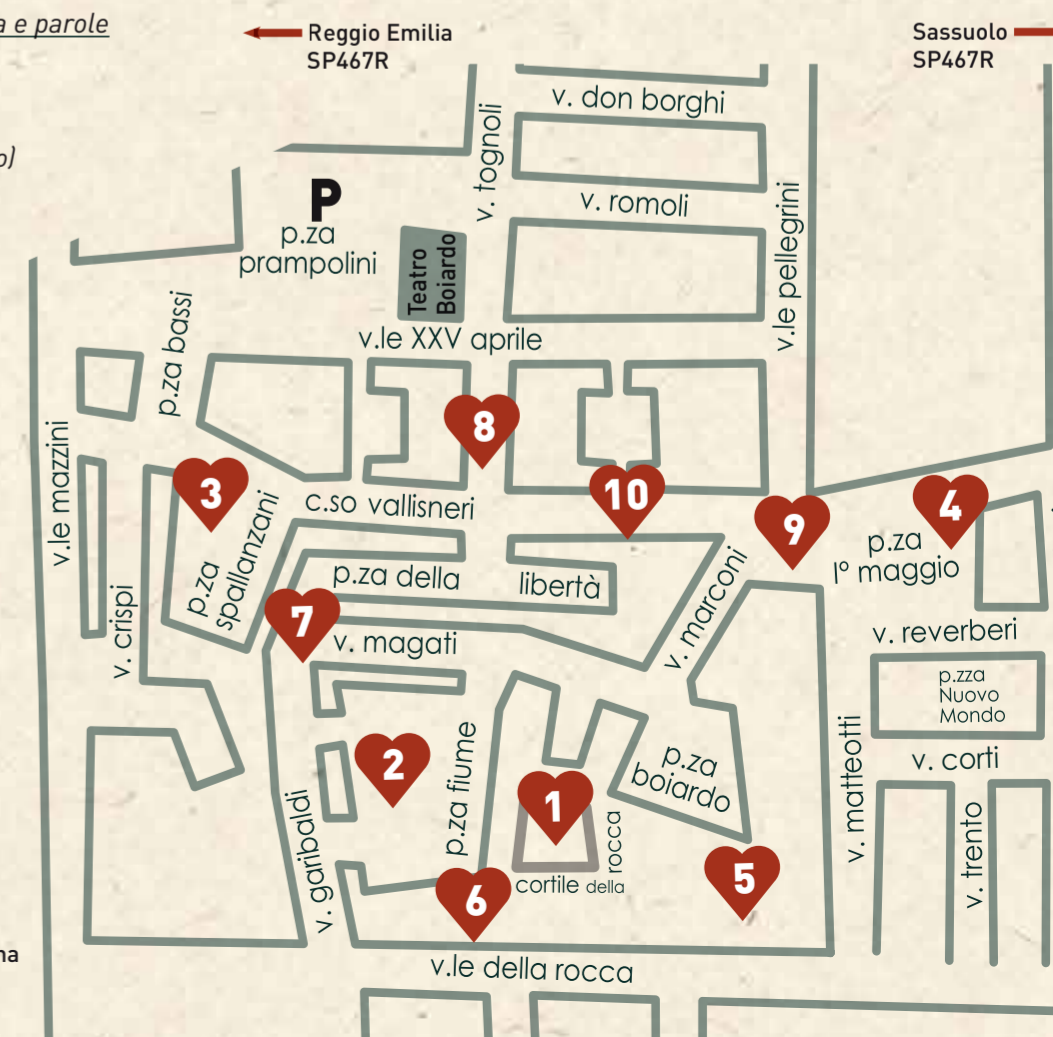 a e parole
Reggio Emilia
SP467R
Sassuolo
SP467R
v. don borghi
o)
v. tognoli
P
p.za
prampolini
v. romoli
v.le pellegrini
Teatro
Boiardo
v.le XXV aprile
p.za bassi
v.le mazzini
8
3
c.so vallisneri
10
9
4
p.za
spallanzani
p.za
1° maggio
p.za della
libertà
v. crispi
7
v. magati
v. marconi
v. reverberi
p.zza
Nuovo
Mondo
2
p.za fiume
p.za
boiardo
v. matteotti
v. corti
1
v. garibaldi
rocca
v. trento
cortile della
5
6
na
v.le della rocca